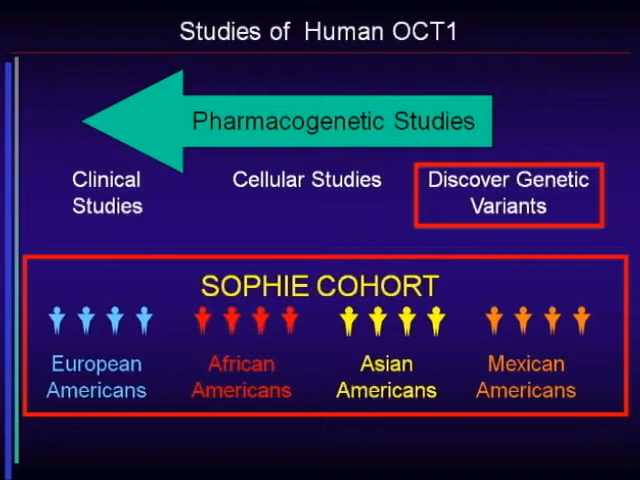 Studies of Human OCT1
Pharmacogenetic Studies
Clinical
Studies
Cellular Studies
Discover Genetic
Variants
SOPHIE COHORT
European
Americans
African
Americans
Asian
Americans
Mexican
Americans